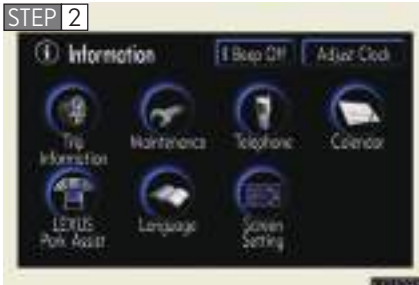 STEP 2
i Information Beep Off Adjust Clock
Trip Information
Maintenance
Telephone
Calendar
LEXUS Park Assist
Language
Screen Setting